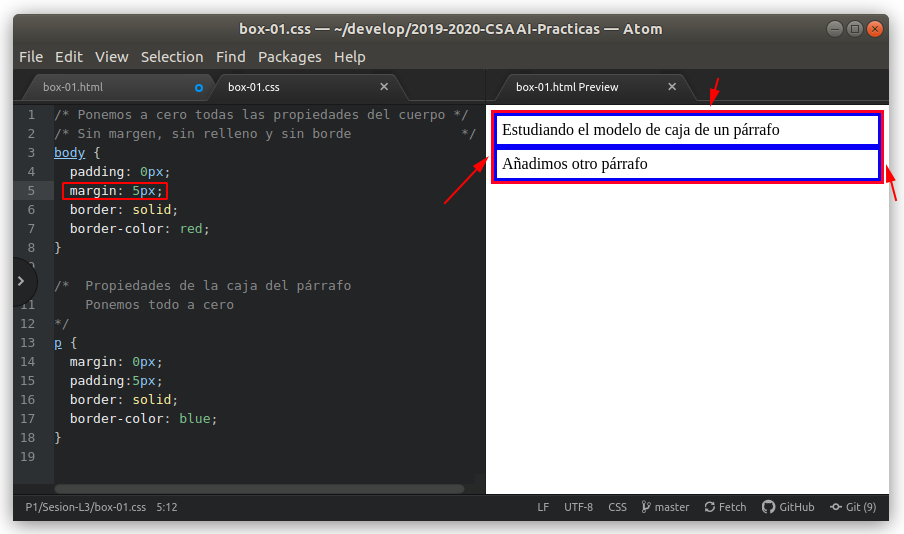 box-01.css — ~/develop/2019-2020-CSAAI-Practicas — Atom
File Edit View Selection Find Packages Help
box-01.html
box-01.css
1 /* Ponemos a cero todas las propiedades del cuerpo */
2 /* Sin margen, sin relleno y sin borde */
3 body {
4 padding: 0px;
5 margin: 5px;
6 border: solid;
7 border-color: red;
8 }
/* Propiedades de la caja del párrafo
11 Ponemos todo a cero
12 */
13 p {
14 margin: 0px;
15 padding:5px;
16 border: solid;
17 border-color: blue;
18 }
19
box-01.html Preview
Estudiando el modelo de caja de un párrafo
Añadimos otro párrafo
P1/Sesion-L3/box-01.css 5:12 LF UTF-8 CSS master Fetch GitHub Git (9)